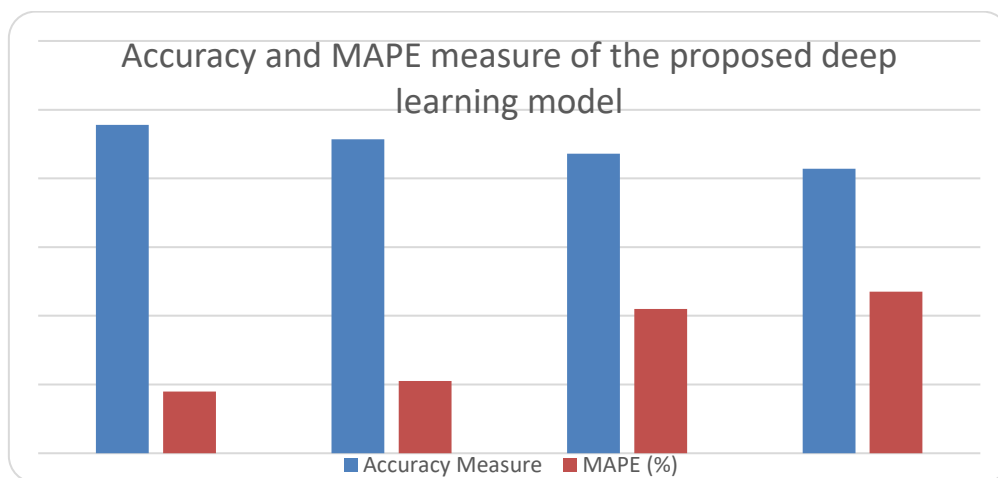 Accuracy and MAPE measure of the proposed deep
learning model
Accuracy Measure MAPE (%)